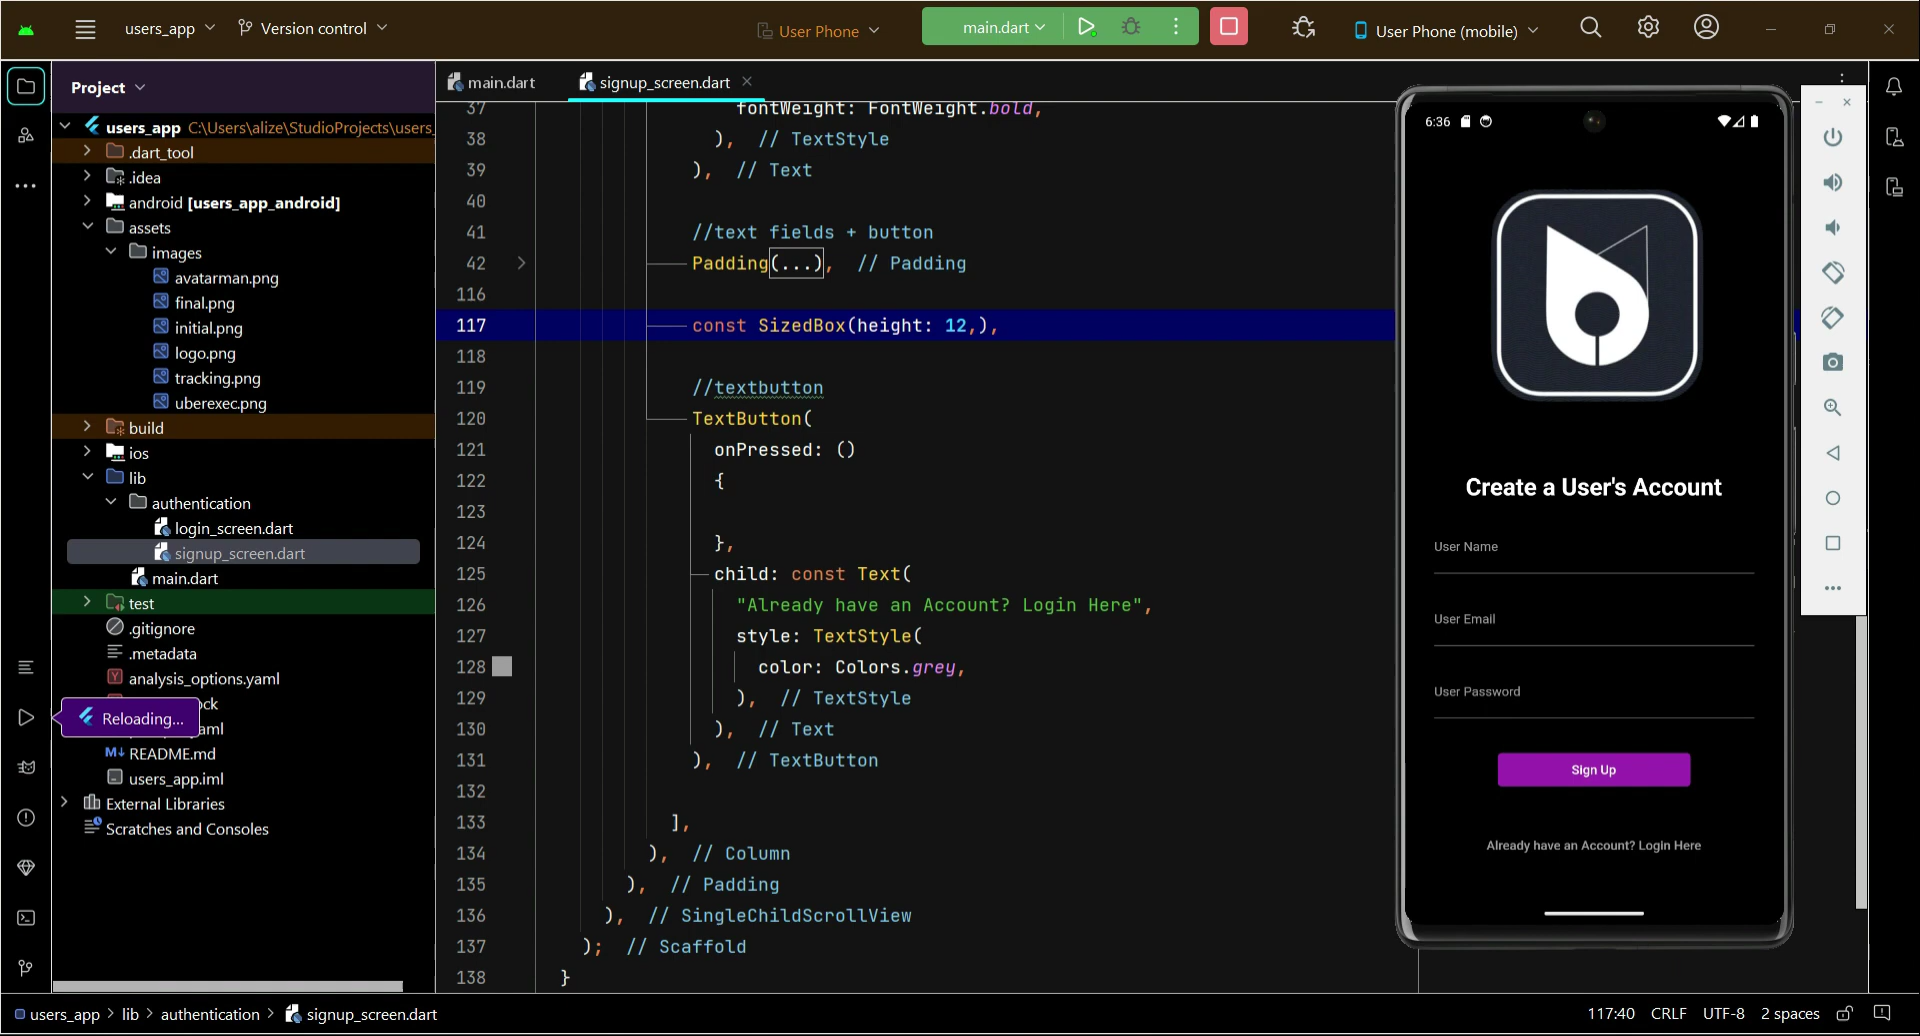 users_app
Version control
User Phone
main.dart
User Phone (mobile)
Project
main.dart
signup_screen.dart
users_app C:\Users\alize\StudioProjects\users_
.dart_tool
.idea
android [users_app_android]
assets
images
avatarman.png
final.png
initial.png
logo.png
tracking.png
uberexec.png
build
ios
lib
authentication
login_screen.dart
signup_screen.dart
main.dart
test
.gitignore
.metadata
analysis_options.yaml
ock
Reloading...
aml
M↓ README.md
users_app.iml
External Libraries
Scratches and Consoles
37 fontWeight: FontWeight.bold,
38 ), // TextStyle
39 ), // Text
40
41 //text fields + button
42 Padding(...), // Padding
116
117 const SizedBox(height: 12,),
118
119 //textbutton
120 TextButton(
121 onPressed: ()
122 {
123
124 },
125 child: const Text(
126 "Already have an Account? Login Here",
127 style: TextStyle(
128 color: Colors.grey,
129 ), // TextStyle
130 ), // Text
131 ), // TextButton
132
133 ],
134 ), // Column
135 ), // Padding
136 ), // SingleChildScrollView
137 ); // Scaffold
138 }
6:36
Create a User's Account
User Name
User Email
User Password
Sign Up
Already have an Account? Login Here
users_app > lib > authentication > signup_screen.dart
117:40 CRLF UTF-8 2 spaces